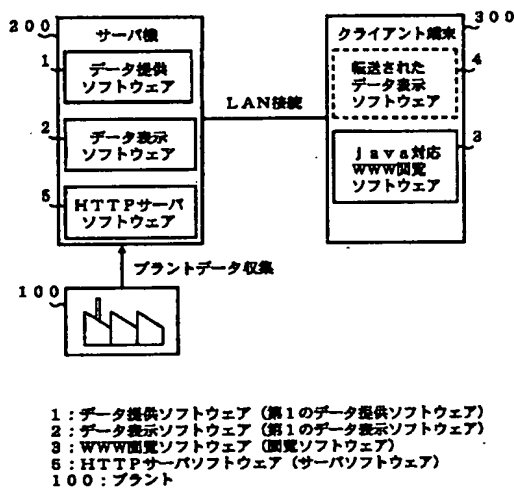 200
サーバ機
1
データ提供
ソフトウェア
2
データ表示
ソフトウェア
5
HTTPサーバ
ソフトウェア
LAN接続
300
クライアント端末
4
転送された
データ表示
ソフトウェア
3
java対応
WWW閲覧
ソフトウェア
プラントデータ収集
100
1:データ提供ソフトウェア(第1のデータ提供ソフトウェア)
2:データ表示ソフトウェア(第1のデータ表示ソフトウェア)
3:WWW閲覧ソフトウェア(閲覧ソフトウェア)
5:HTTPサーバソフトウェア(サーバソフトウェア)
100:プラント